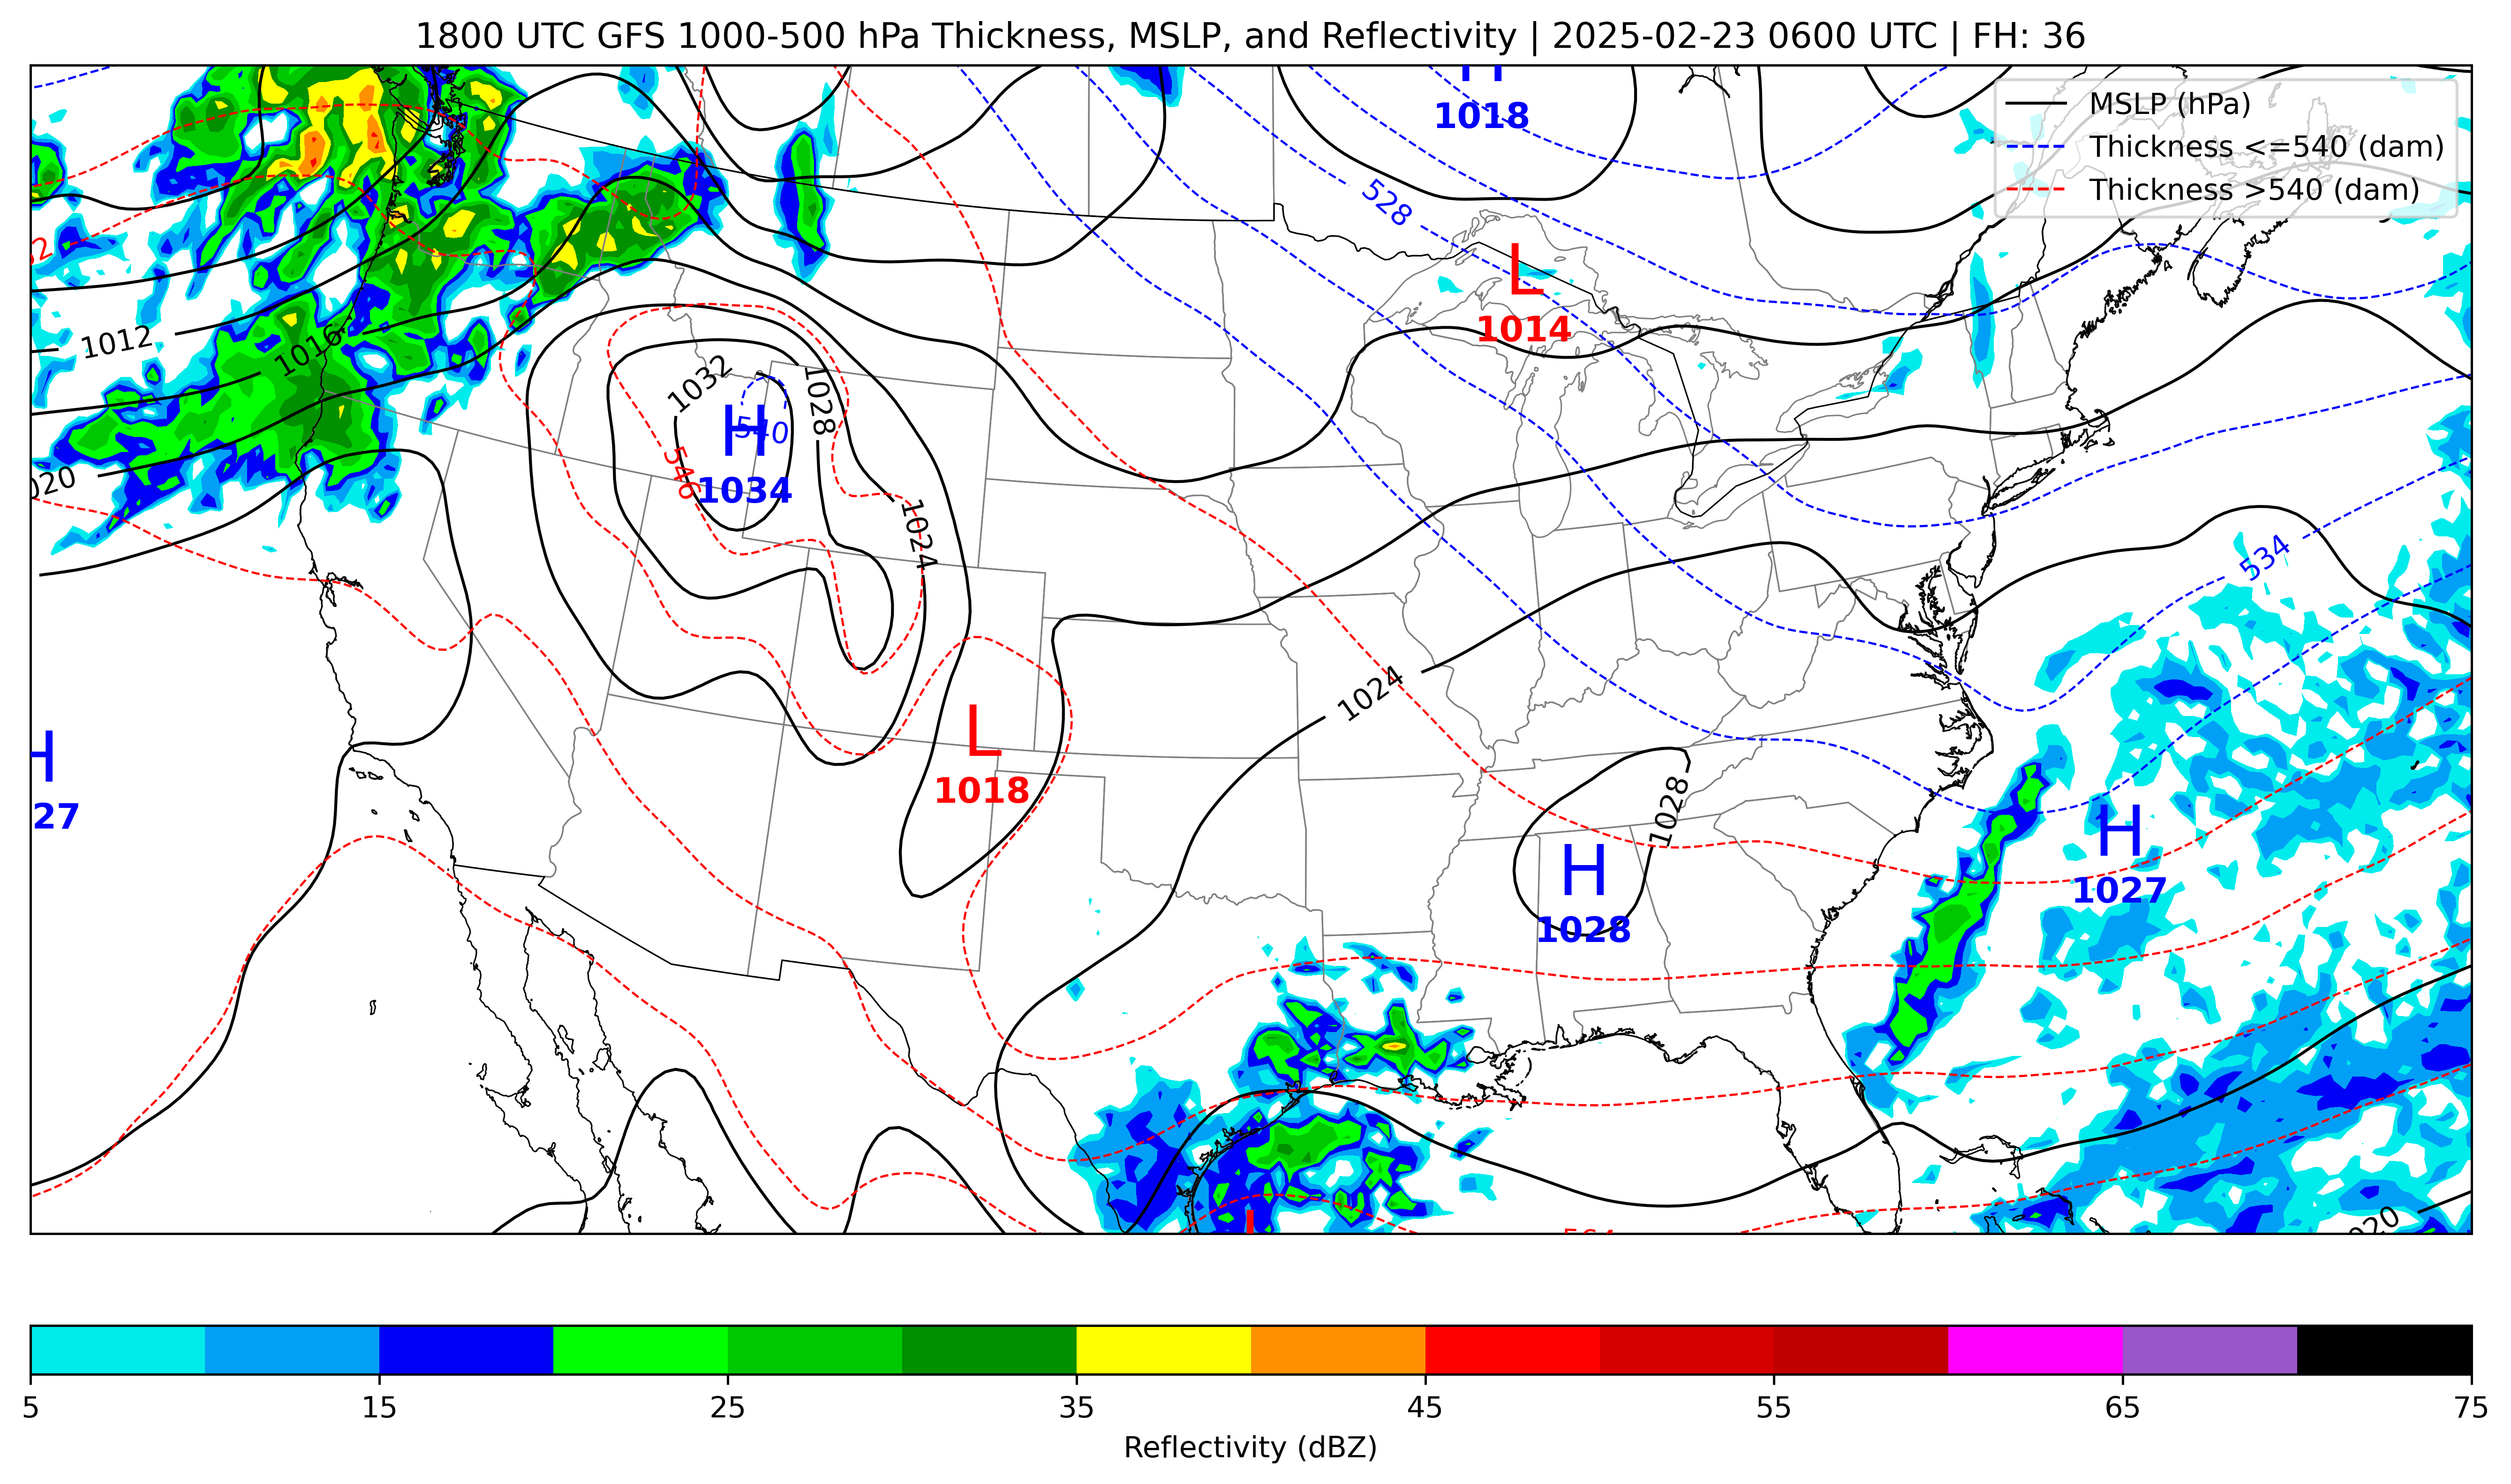 1800 UTC GFS 1000-500 hPa Thickness, MSLP, and Reflectivity | 2025-02-23 0600 UTC | FH: 36
MSLP (hPa)
Thickness <=540 (dam)
Thickness >540 (dam)
H
1018
528
L
1014
1012
1016
1032
1028
H
540
1034
546
1024
020
534
L
1018
1024
H
27
1028
H
1028
H
1027
020
5
15
25
35
45
55
65
75
Reflectivity (dBZ)